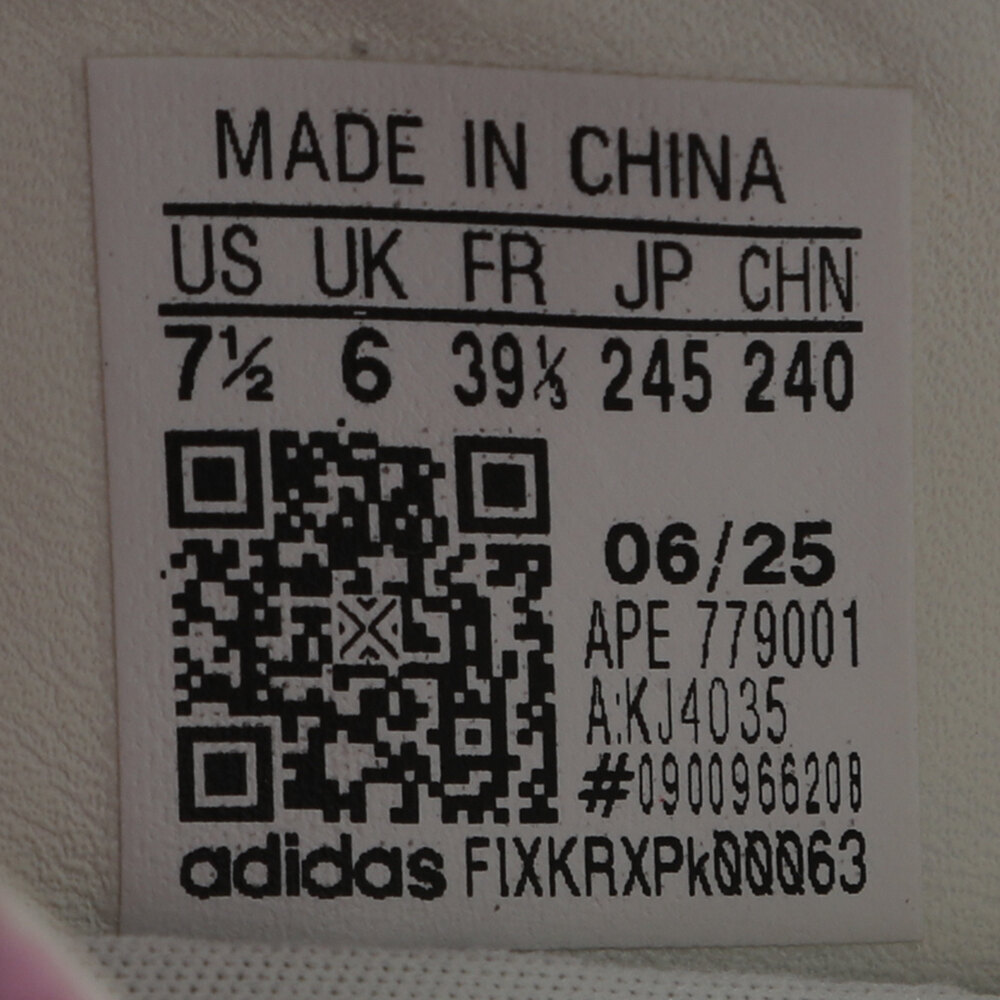 MADE IN CHINA
US UK FR JP CHN
7½ 6 39⅓ 245 240
06/25
APE 779001
A:KJ4035
#0900966208
adidas FlXKRXPk000063